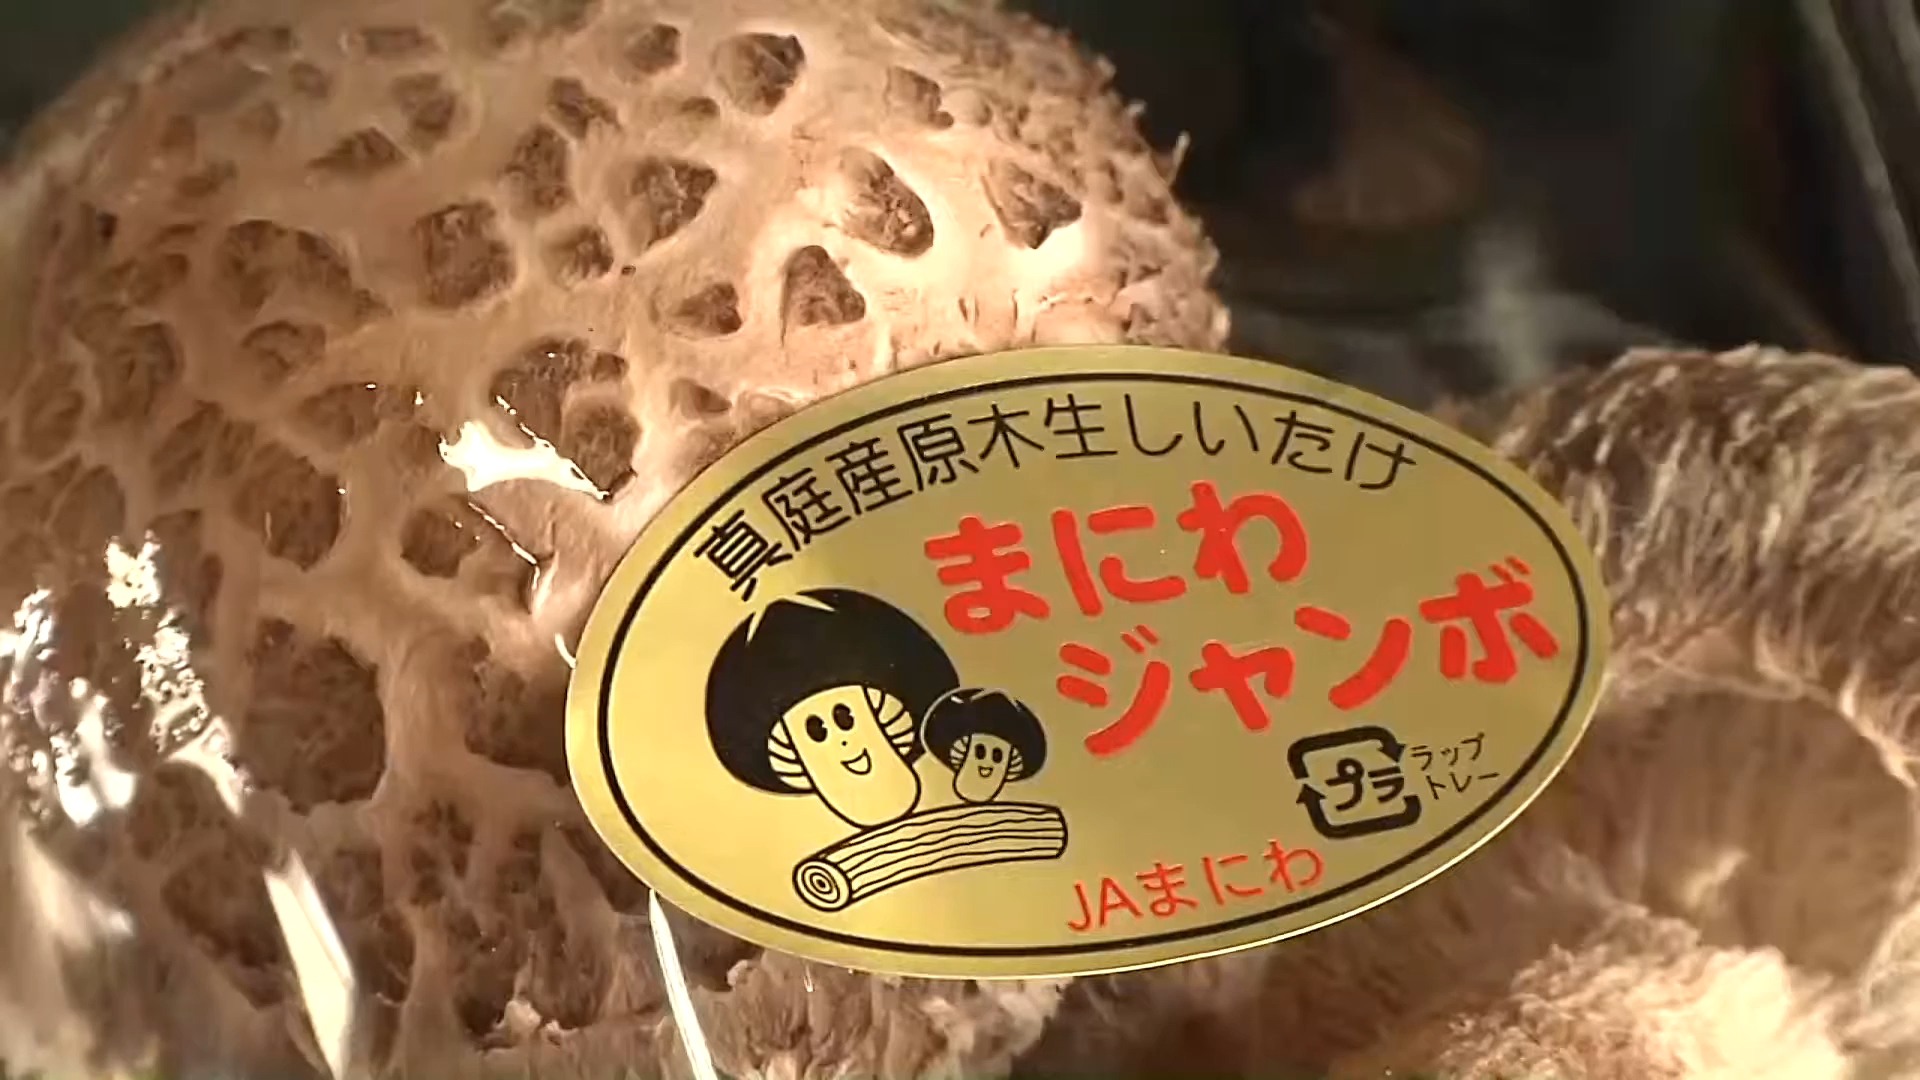 真庭産原木生しいたけ
まにわ
ジャンボ
プラ
ラップ
トレー
JAまにわ